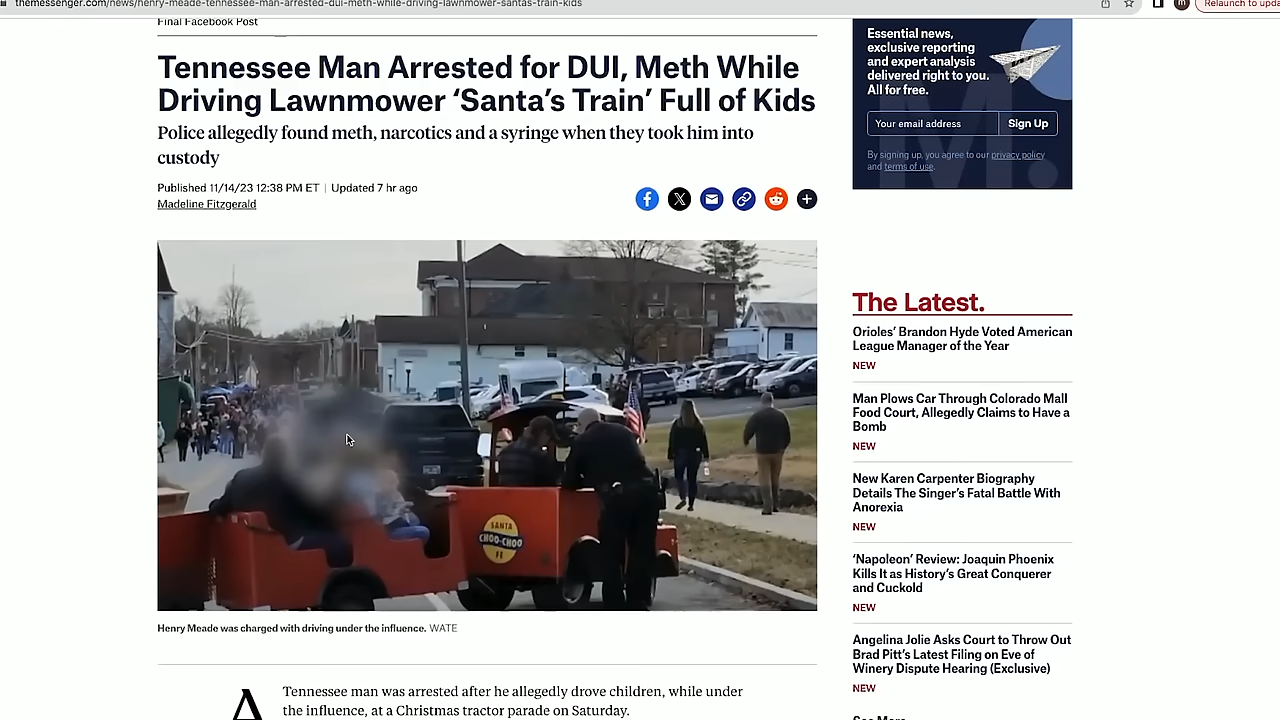 themessenger.com/news/henry-meade-tennessee-man-arrested-dui-meth-while-driving-lawnmower-santas-train-kids
m
Relaunch to upda
Final Facebook Post
Tennessee Man Arrested for DUI, Meth While
Driving Lawnmower ‘Santa’s Train’ Full of Kids
Police allegedly found meth, narcotics and a syringe when they took him into
custody
Published 11/14/23 12:38 PM ET | Updated 7 hr ago
Madeline Fitzgerald
SANTA
CHOO-CHOO
FE
Henry Meade was charged with driving under the influence. WATE
A Tennessee man was arrested after he allegedly drove children, while under
the influence, at a Christmas tractor parade on Saturday.
Essential news,
exclusive reporting
and expert analysis
delivered right to you.
All for free.
Your email address Sign Up
By signing up, you agree to our privacy policy
and terms of use.
M.
The Latest.
Orioles’ Brandon Hyde Voted American
League Manager of the Year
NEW
Man Plows Car Through Colorado Mall
Food Court, Allegedly Claims to Have a
Bomb
NEW
New Karen Carpenter Biography
Details The Singer’s Fatal Battle With
Anorexia
NEW
‘Napoleon’ Review: Joaquin Phoenix
Kills It as History’s Great Conquerer
and Cuckold
NEW
Angelina Jolie Asks Court to Throw Out
Brad Pitt’s Latest Filing on Eve of
Winery Dispute Hearing (Exclusive)
NEW
See More